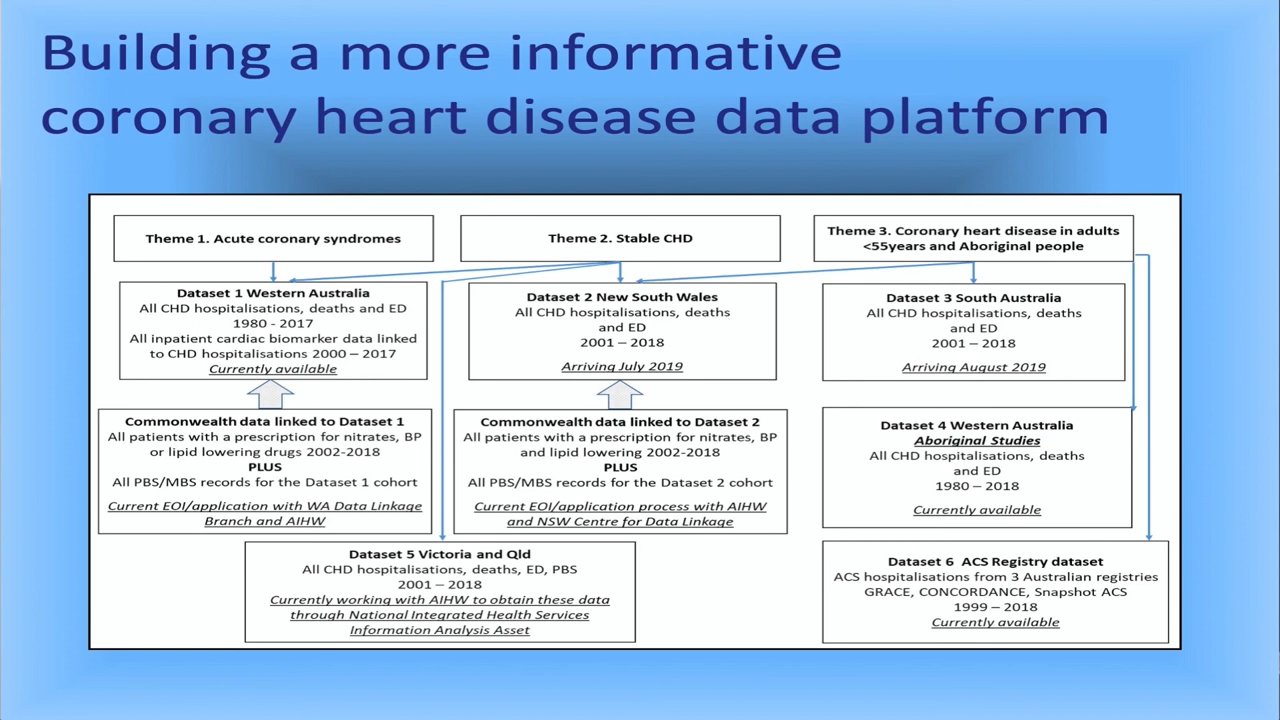 Building a more informative
coronary heart disease data platform
Theme 1. Acute coronary syndromes
Theme 2. Stable CHD
Theme 3. Coronary heart disease in adults
<55years and Aboriginal people
Dataset 1 Western Australia
All CHD hospitalisations, deaths and ED
1980 - 2017
All inpatient cardiac biomarker data linked
to CHD hospitalisations 2000 – 2017
Currently available
Dataset 2 New South Wales
All CHD hospitalisations, deaths
and ED
2001 – 2018
Arriving July 2019
Dataset 3 South Australia
All CHD hospitalisations, deaths
and ED
2001 – 2018
Arriving August 2019
Commonwealth data linked to Dataset 1
All patients with a prescription for nitrates, BP
or lipid lowering drugs 2002-2018
PLUS
All PBS/MBS records for the Dataset 1 cohort
Current EOI/application with WA Data Linkage
Branch and AIHW
Commonwealth data linked to Dataset 2
All patients with a prescription for nitrates, BP
and lipid lowering 2002-2018
PLUS
All PBS/MBS records for the Dataset 2 cohort
Current EOI/application process with AIHW
and NSW Centre for Data Linkage
Dataset 4 Western Australia
Aboriginal Studies
All CHD hospitalisations, deaths
and ED
1980 – 2018
Currently available
Dataset 5 Victoria and Qld
All CHD hospitalisations, deaths, ED, PBS
2001 – 2018
Currently working with AIHW to obtain these data
through National Integrated Health Services
Information Analysis Asset
Dataset 6 ACS Registry dataset
ACS hospitalisations from 3 Australian registries
GRACE, CONCORDANCE, Snapshot ACS
1999 – 2018
Currently available